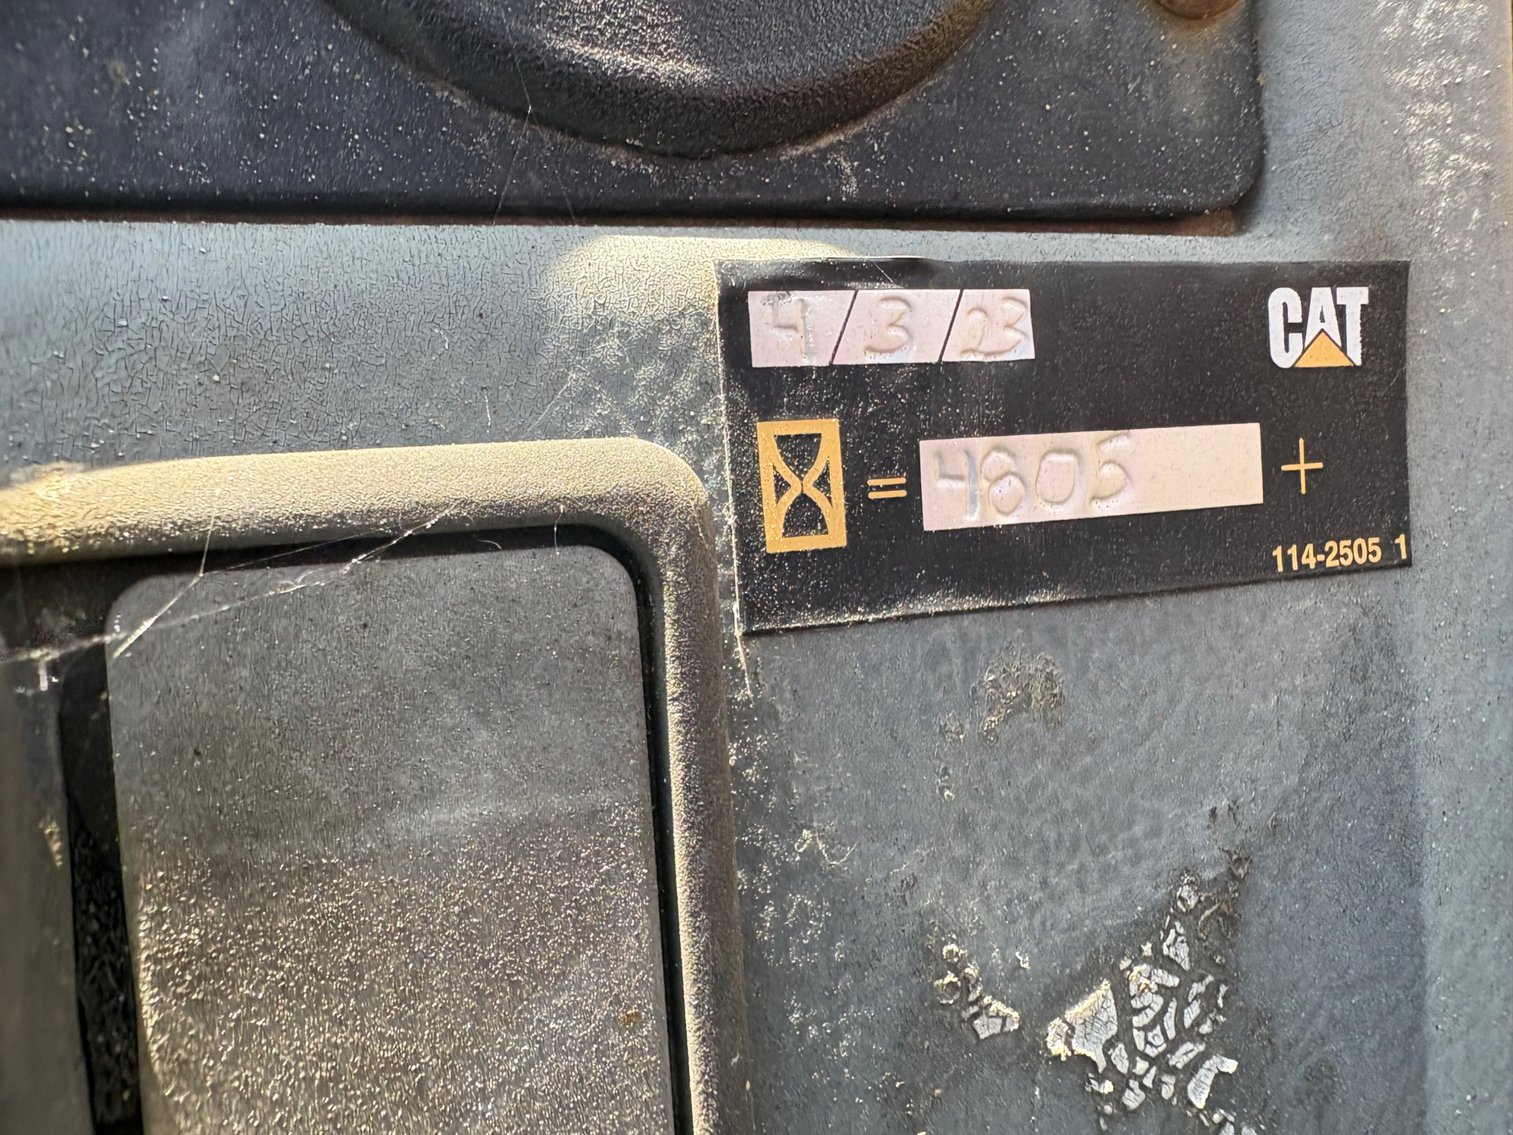 4/3/23
CAT
= 4805 +
114-2505 1